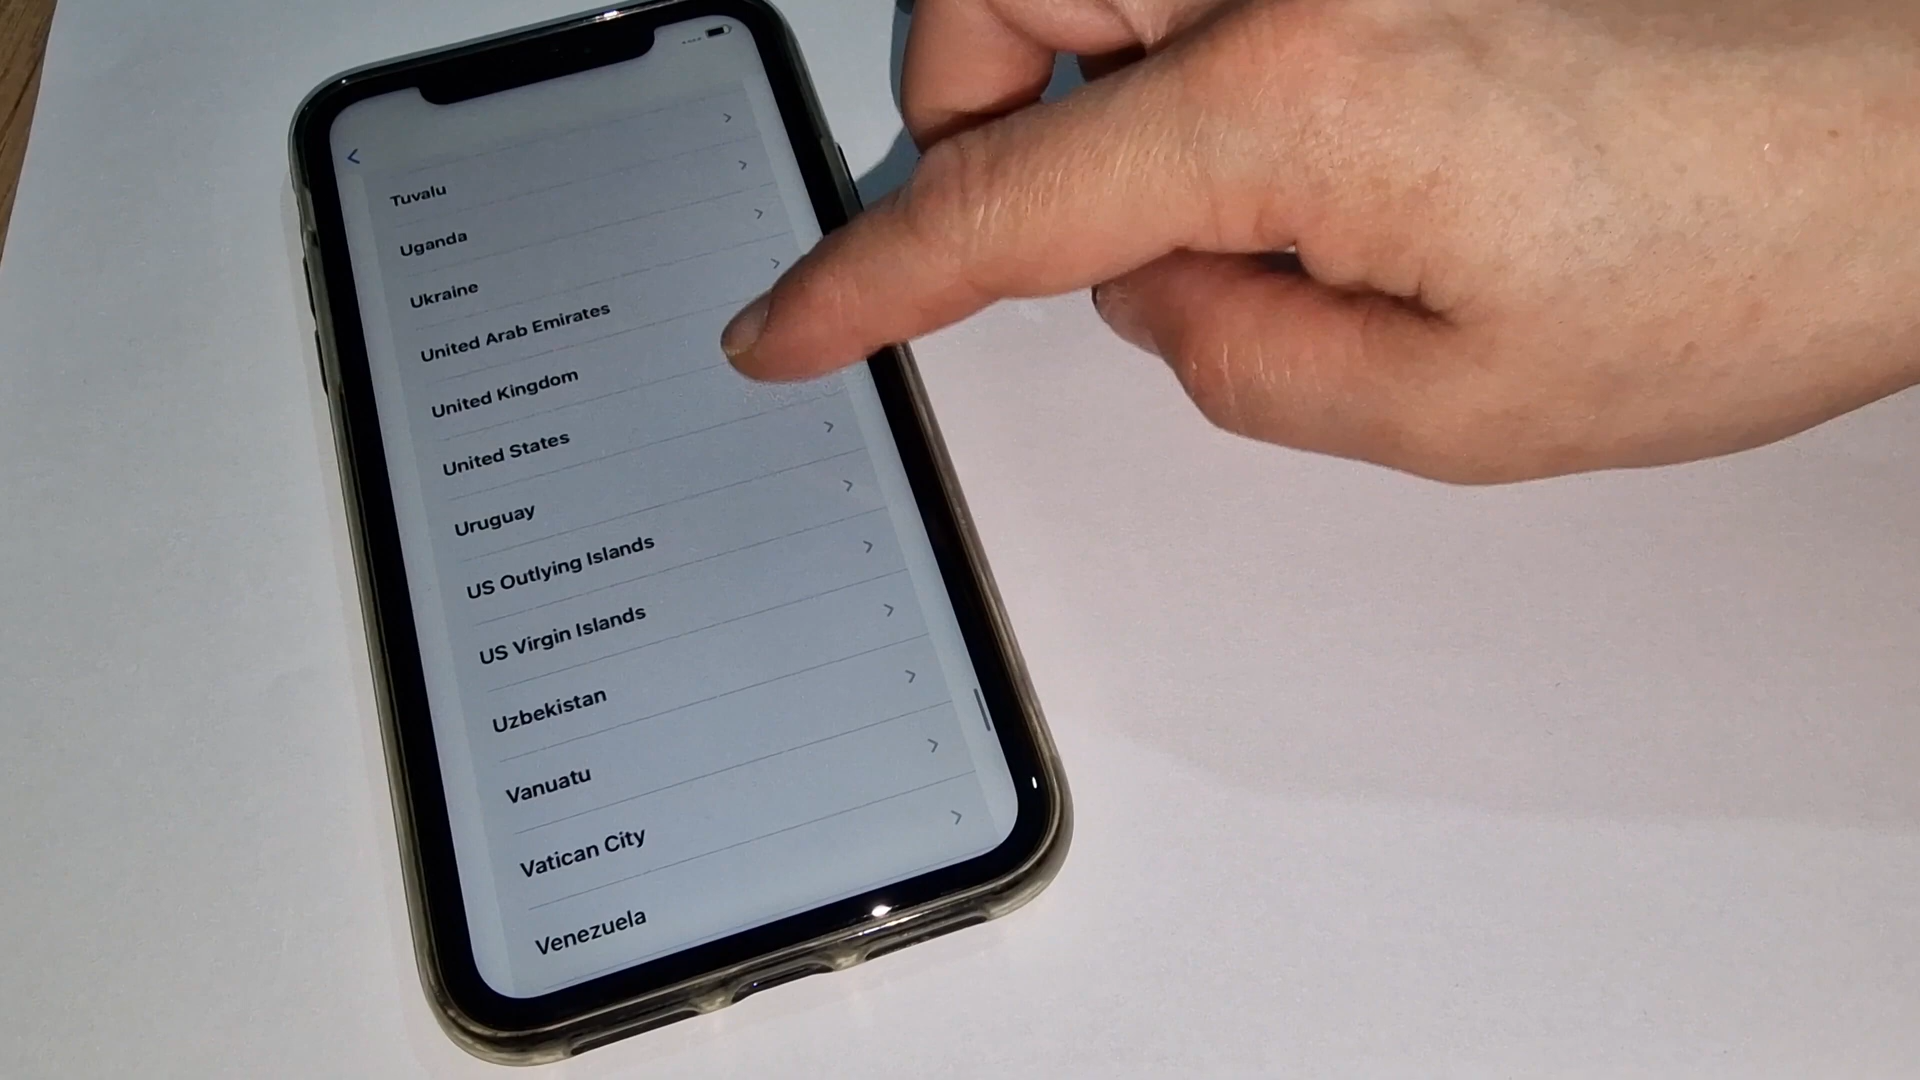 Tuvalu
Uganda
Ukraine
United Arab Emirates
United Kingdom
United States
Uruguay
US Outlying Islands
US Virgin Islands
Uzbekistan
Vanuatu
Vatican City
Venezuela